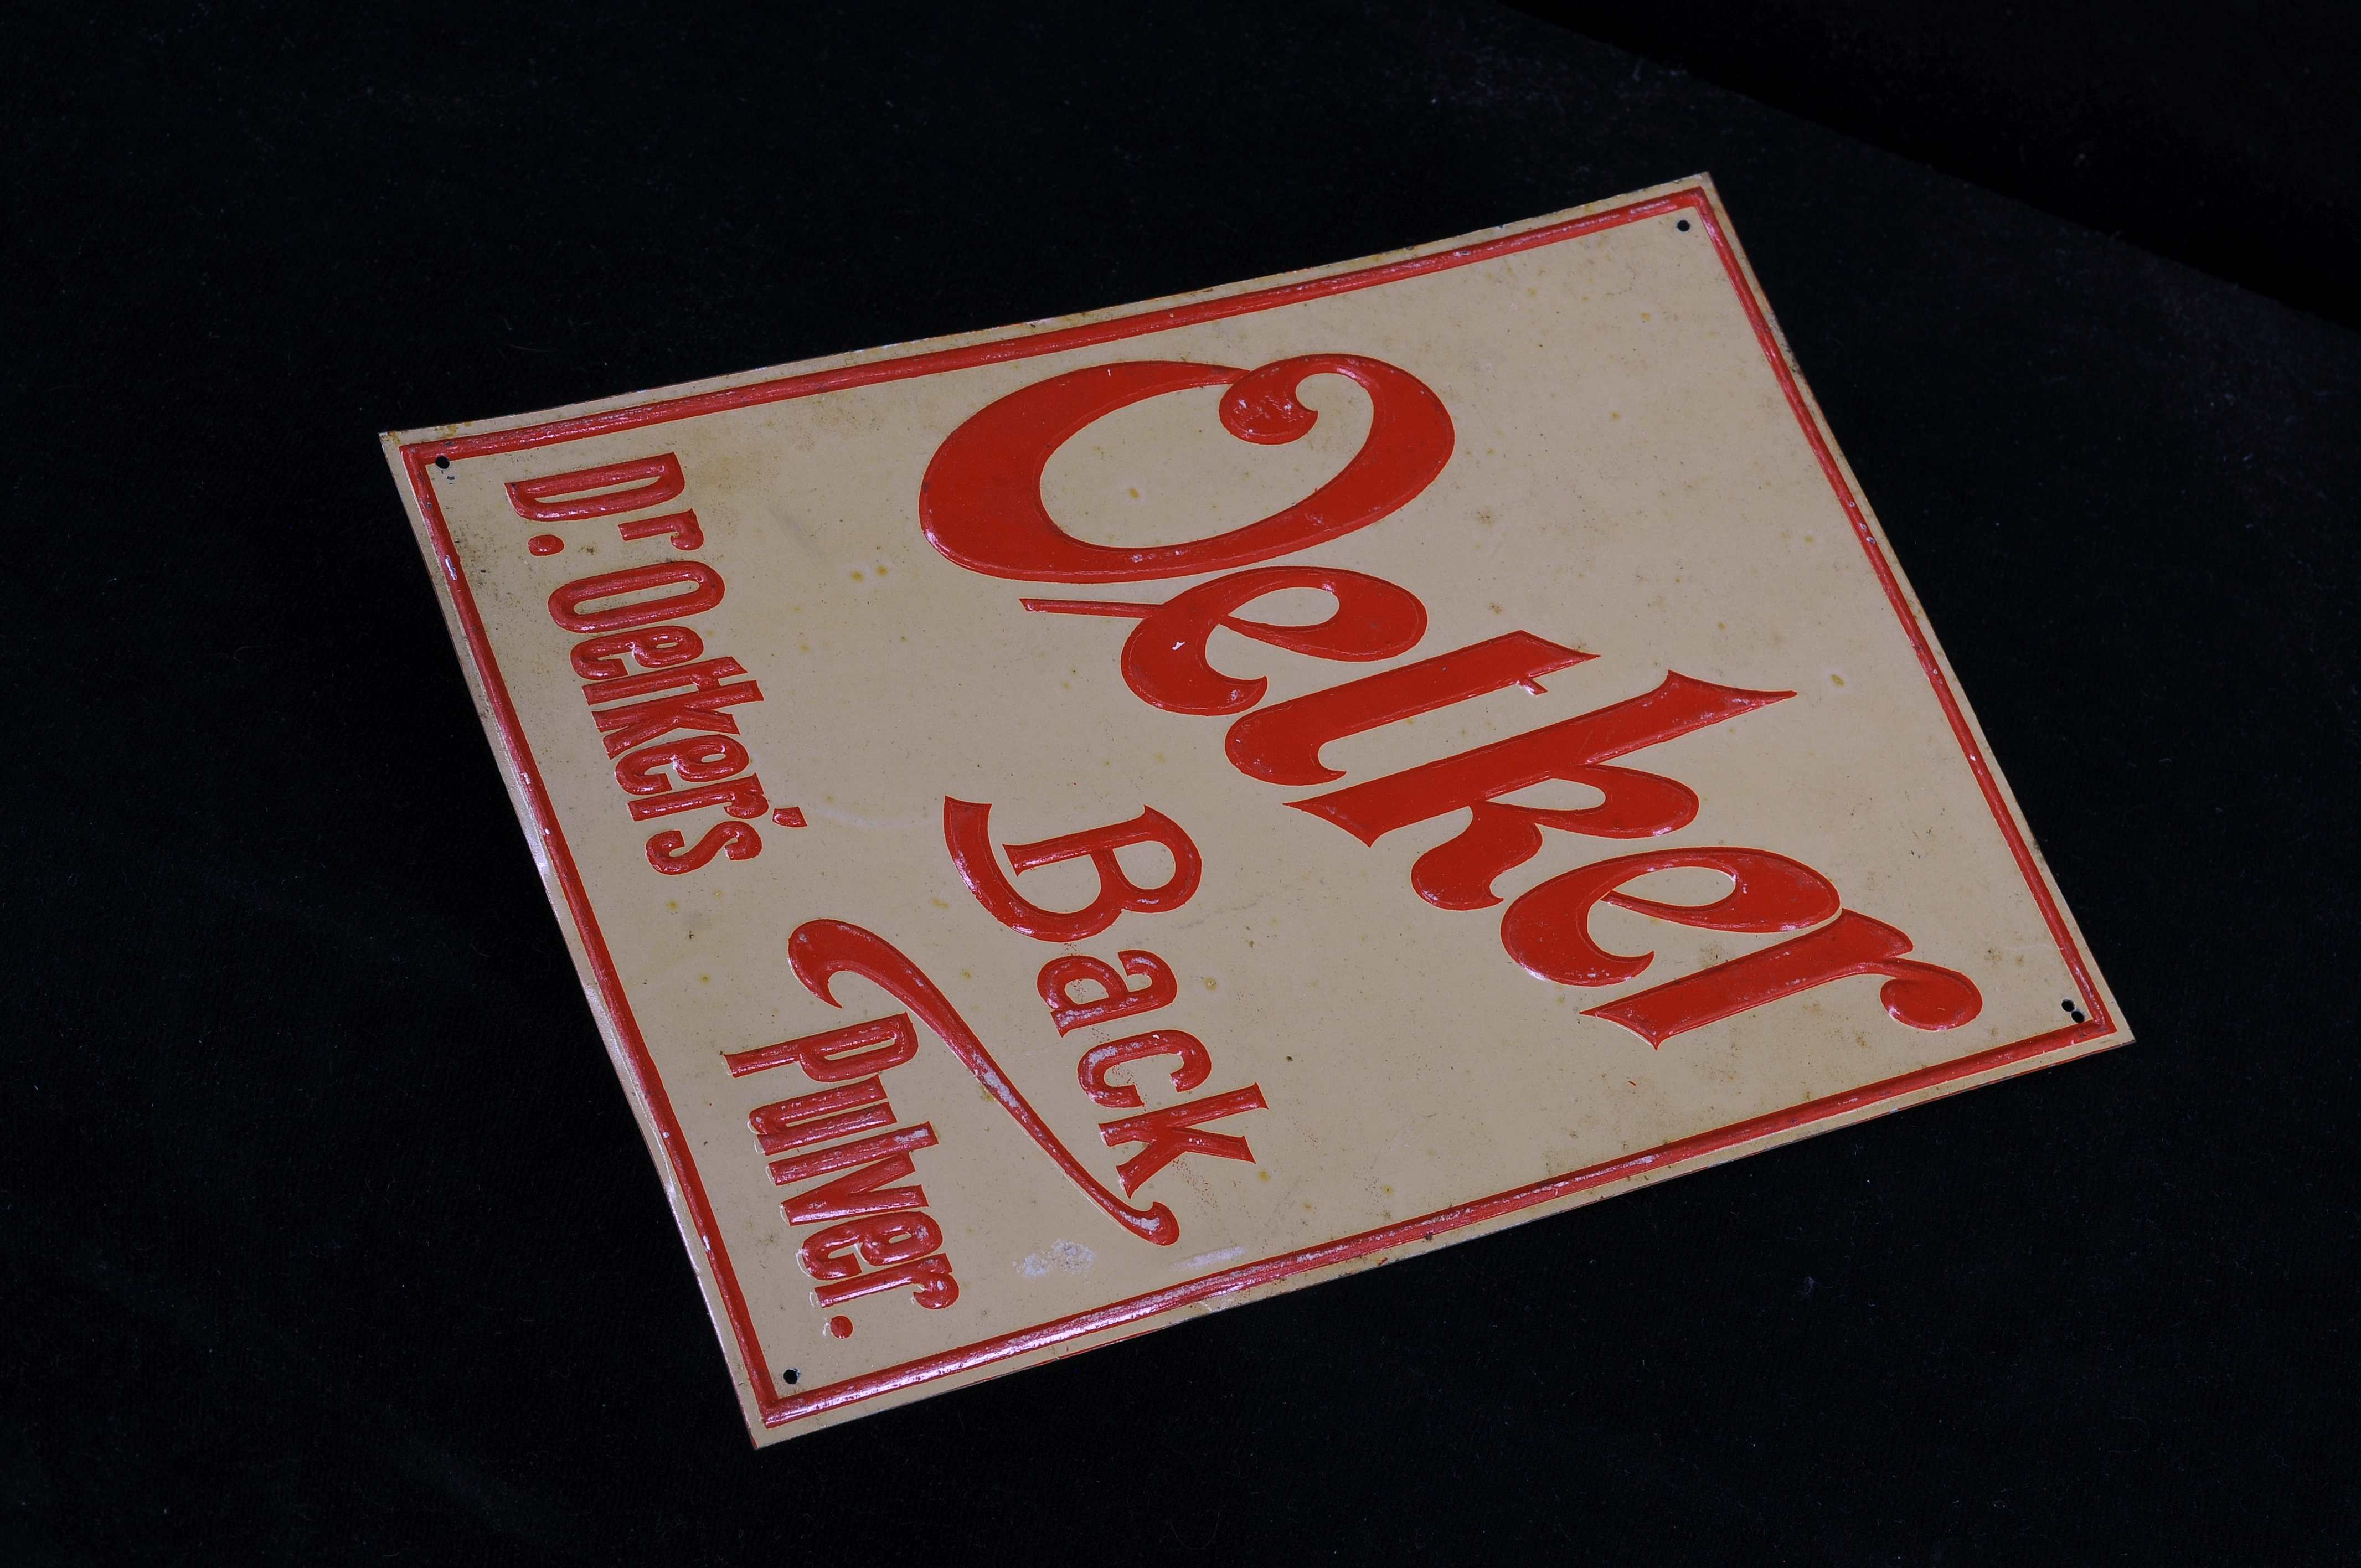 Oetker
Back
Dr. Oetker's pulver.